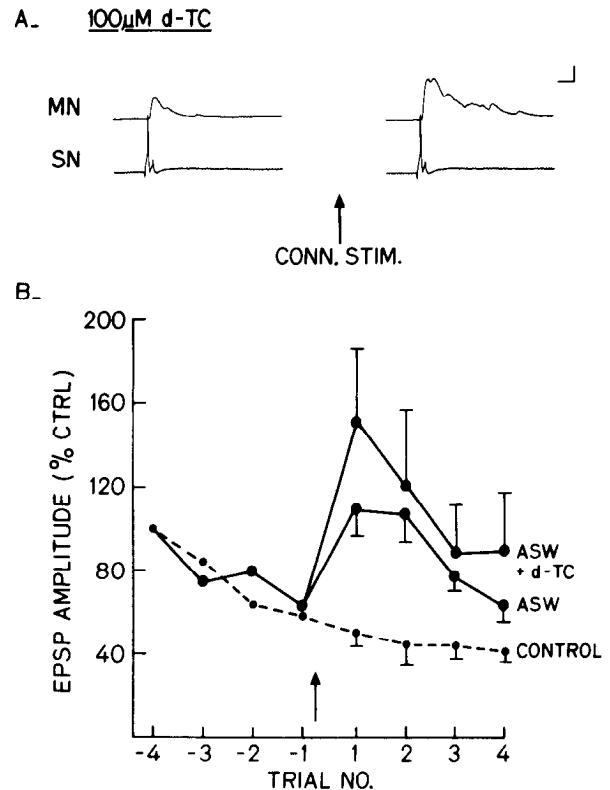 A_ 100μM d-TC
MN
SN
CONN. STIM.
B_
EPSP AMPLITUDE (% CTRL)
200
160
120
80
40
ASW
+ d-TC
ASW
CONTROL
-4 -3 -2 -1 1 2 3 4
TRIAL NO.